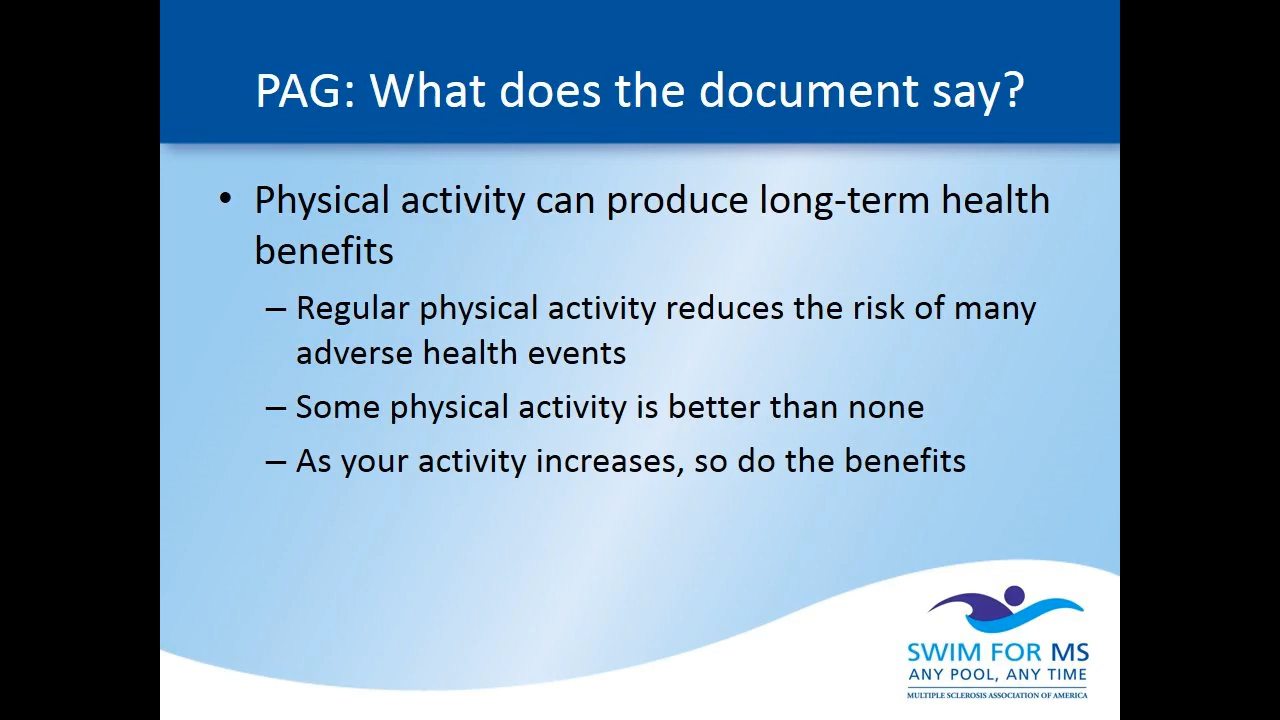 PAG: What does the document say?
• Physical activity can produce long-term health
benefits
– Regular physical activity reduces the risk of many
adverse health events
– Some physical activity is better than none
– As your activity increases, so do the benefits
SWIM FOR MS
ANY POOL, ANY TIME
MULTIPLE SCLEROSIS ASSOCIATION OF AMERICA